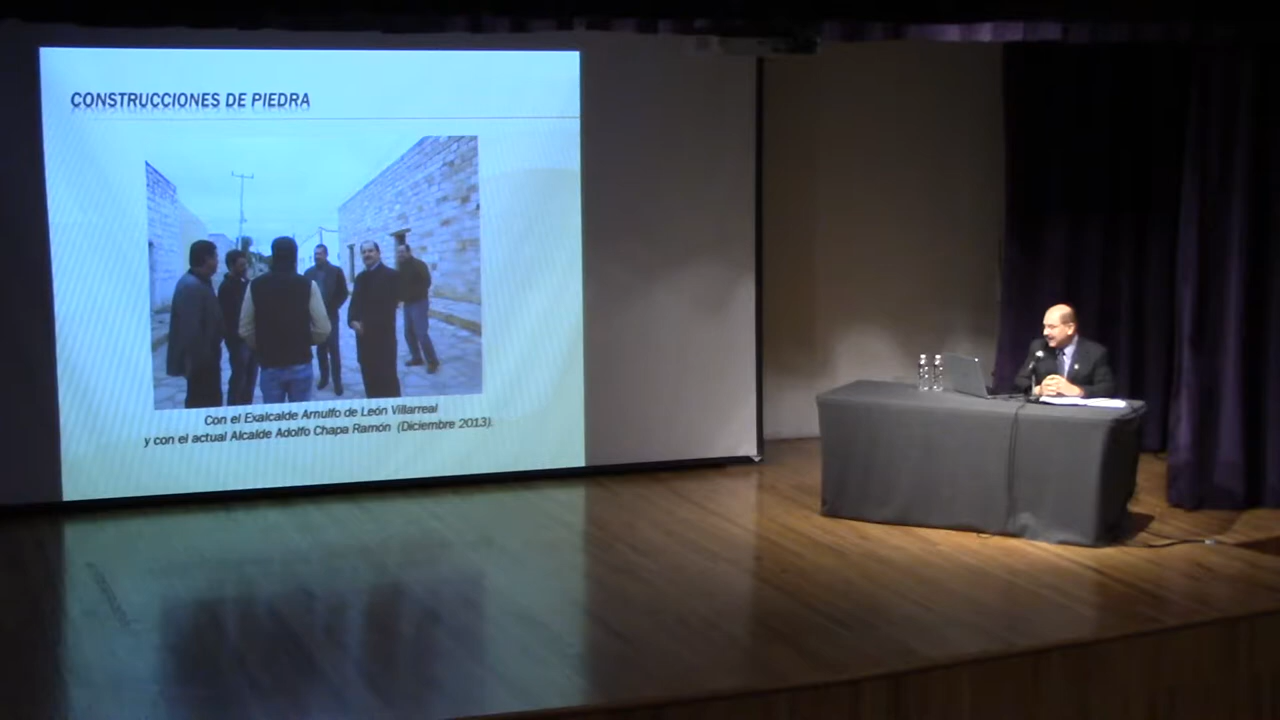 CONSTRUCCIONES DE PIEDRA
Con el Exalcalde Arnulfo de León Villarreal
y con el actual Alcalde Adolfo Chapa Ramón (Diciembre 2013).